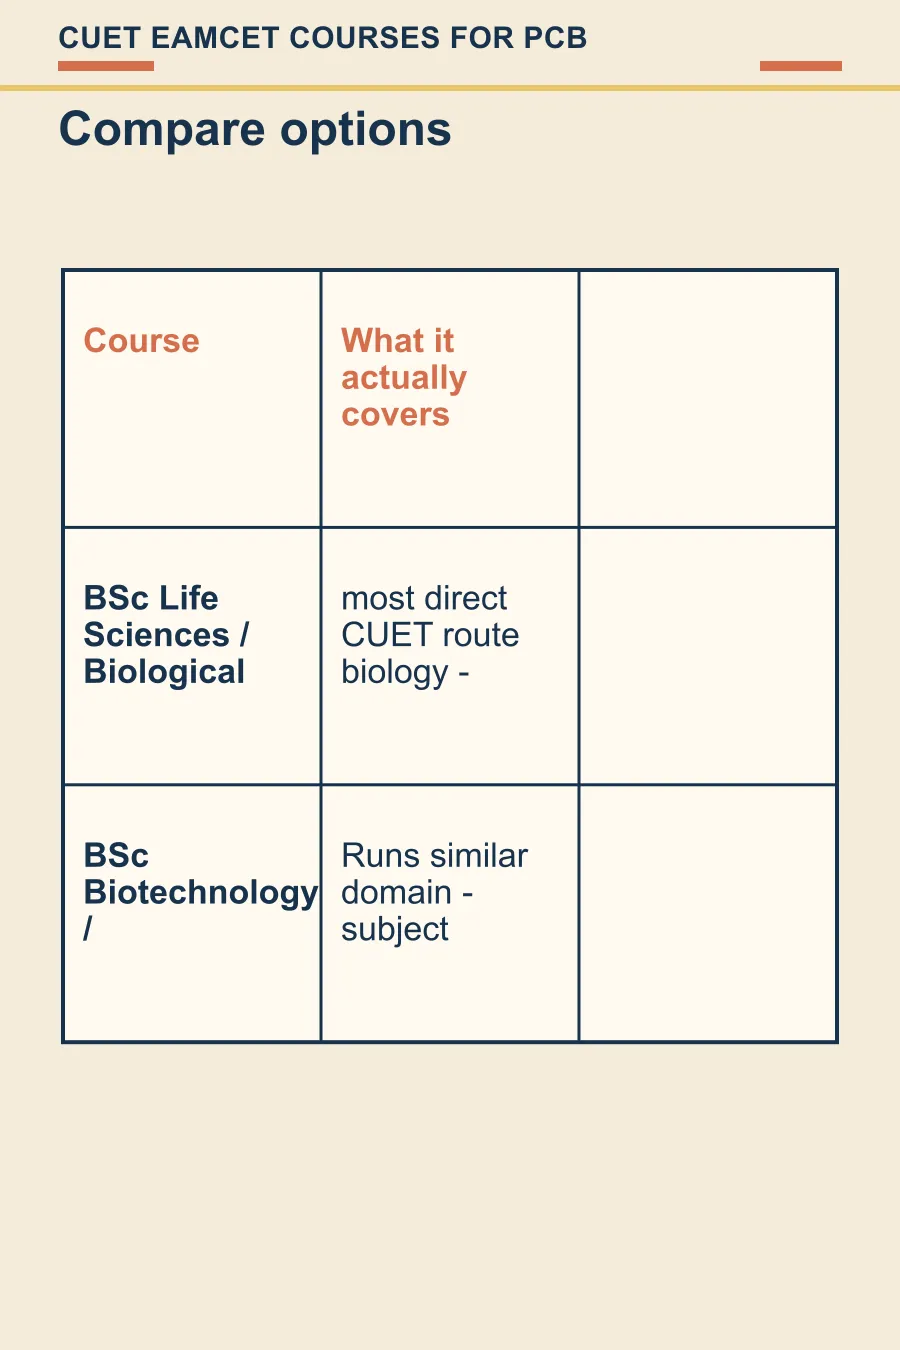 CUET EAMCET COURSES FOR PCB
Compare options
Course
What it
actually
covers
BSc Life
Sciences /
Biological
most direct
CUET route
biology -
BSc
Biotechnology
/
Runs similar
domain -
subject